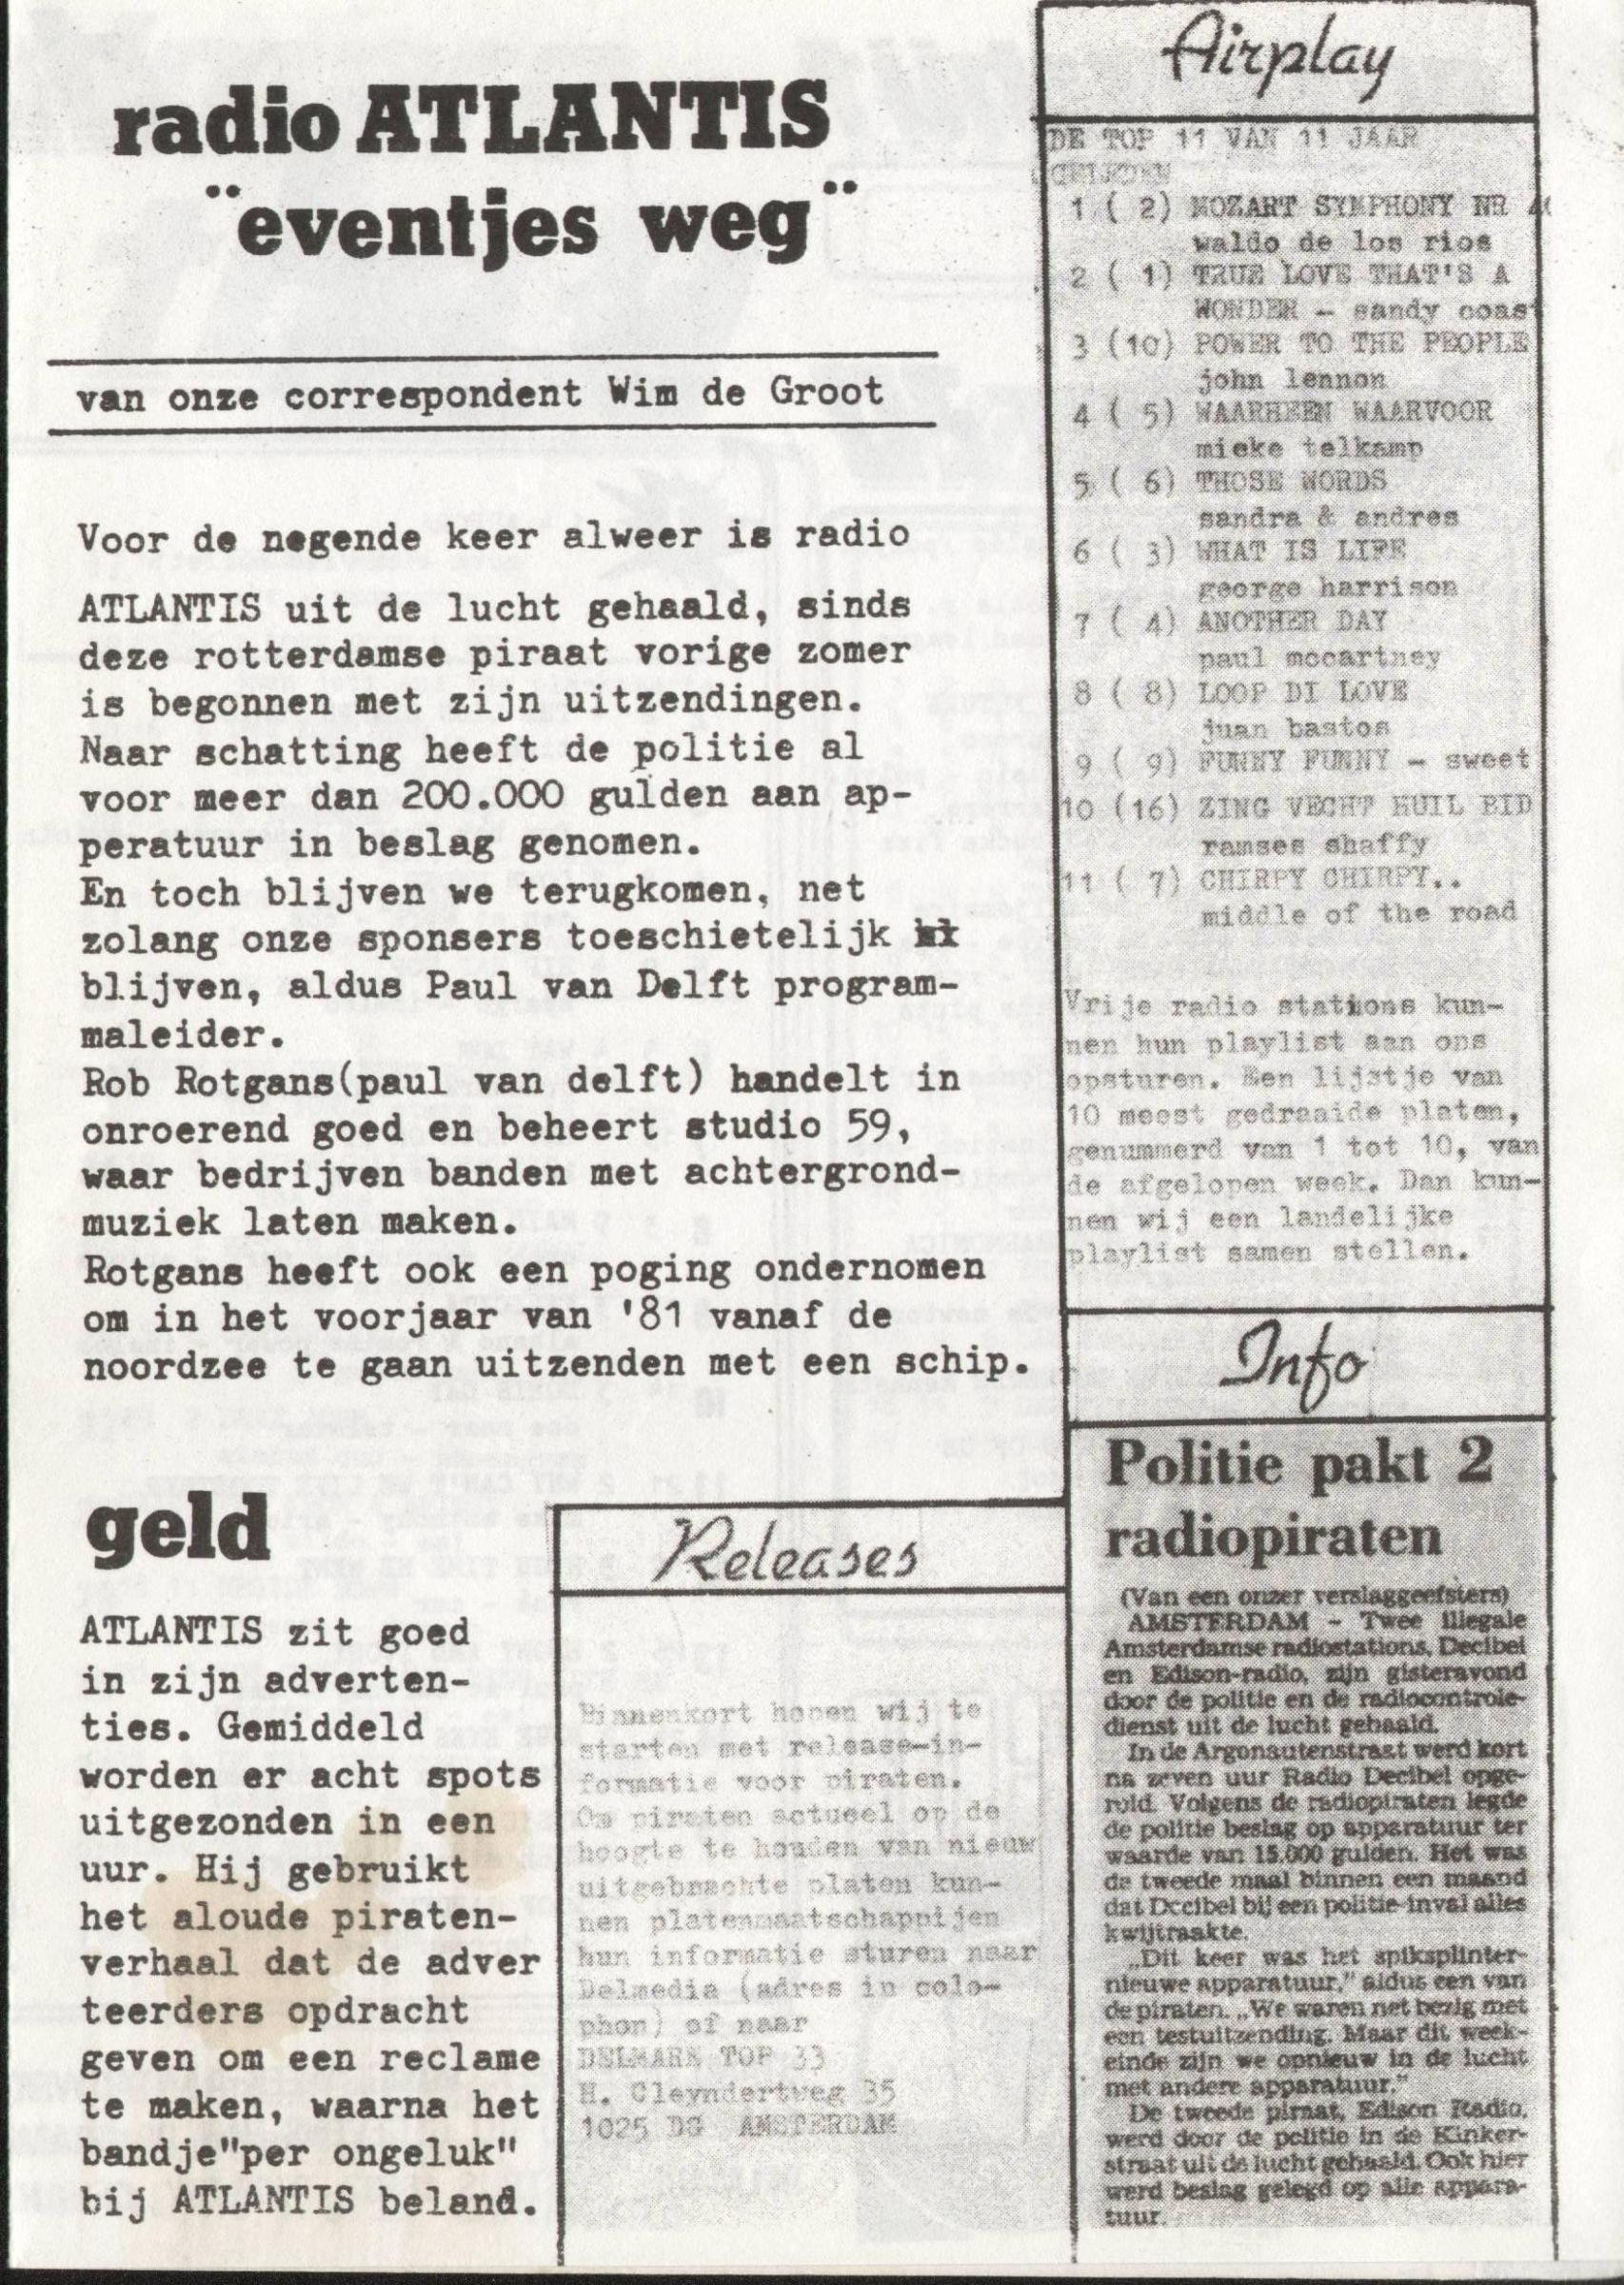 radio ATLANTIS
"eventjes weg"
van onze correspondent Wim de Groot
Voor de negende keer alweer is radio
ATLANTIS uit de lucht gehaald, sinds
deze rotterdamse piraat vorige zomer
is begonnen met zijn uitzendingen.
Naar schatting heeft de politie al
voor meer dan 200.000 gulden aan ap-
peratuur in beslag genomen.
En toch blijven we terugkomen, net
zolang onze sponsers toeschietelijk
blijven, aldus Paul van Delft program-
maleider.
Rob Rotgans(paul van delft) handelt in
onroerend goed en beheert studio 59,
waar bedrijven banden met achtergrond-
muziek laten maken.
Rotgans heeft ook een poging ondernomen
om in het voorjaar van '81 vanaf de
noordzee te gaan uitzenden met een schip.
geld
ATLANTIS zit goed
in zijn adverten-
ties. Gemiddeld
worden er acht spots
uitgezonden in een
uur. Hij gebruikt
het aloude piraten-
verhaal dat de adver
teerders opdracht
geven om een reclame
te maken, waarna het
bandje"per ongeluk"
bij ATLANTIS beland.
Releases
Binnenkort hopen wij te
starten met release-in-
formatie voor piraten.
Om piraten actueel op de
hoogte te houden van nieuw
uitgebrachte platen kun-
nen platenmaatschappijen
hun informatie sturen naar
Delmedia (adres in colo-
phon) of naar
DELMARE TOP 33
H. Cleyndertweg 35
1025 DG AMSTERDAM
Airplay
DE TOP 11 VAN 11 JAAR
GELEDEN
1 ( 2) MOZART SYMPHONY NR 40
waldo de los rios
2 ( 1) TRUE LOVE THAT'S A
WONDER - sandy coast
3 (10) POWER TO THE PEOPLE
john lennon
4 ( 5) WAARHEEN WAARVOOR
mieke telkamp
5 ( 6) THOSE WORDS
sandra & andres
6 ( 3) WHAT IS LIFE
george harrison
7 ( 4) ANOTHER DAY
paul mccartney
8 ( 8) LOOP DI LOVE
juan bastos
9 ( 9) FUNNY FUNNY - sweet
10 (16) ZING VECHT HUIL BID
ramses shaffy
11 ( 7) CHIRPY CHIRPY..
middle of the road
Vrije radio stations kun-
nen hun playlist aan ons
opsturen. Een lijstje van
10 meest gedraaide platen,
genummerd van 1 tot 10, van
de afgelopen week. Dan kun-
nen wij een landelijke
playlist samen stellen.
Info
Politie pakt 2
radiopiraten
(Van een onzer verslaggeefsters)
AMSTERDAM - Twee illegale
Amsterdamse radiostations, Decibel
en Edison-radio, zijn gisteravond
door de politie en de radiocontrole-
dienst uit de lucht gehaald.
In de Argonautenstraat werd kort
na zeven uur Radio Decibel opge-
rold. Volgens de radiopiraten legde
de politie beslag op apparatuur ter
waarde van 15.000 gulden. Het was
de tweede maal binnen een maand
dat Decibel bij een politie-inval alles
kwijtraakte.
„Dit keer was het spiksplinter-
nieuwe apparatuur," aldus een van
de piraten. „We waren net bezig met
een testuitzending. Maar dit week-
einde zijn we opnieuw in de lucht
met andere apparatuur."
De tweede piraat, Edison Radio,
werd door de politie in de Kinker-
straat uit de lucht gehaald. Ook hier
werd beslag gelegd op alle appara-
tuur.